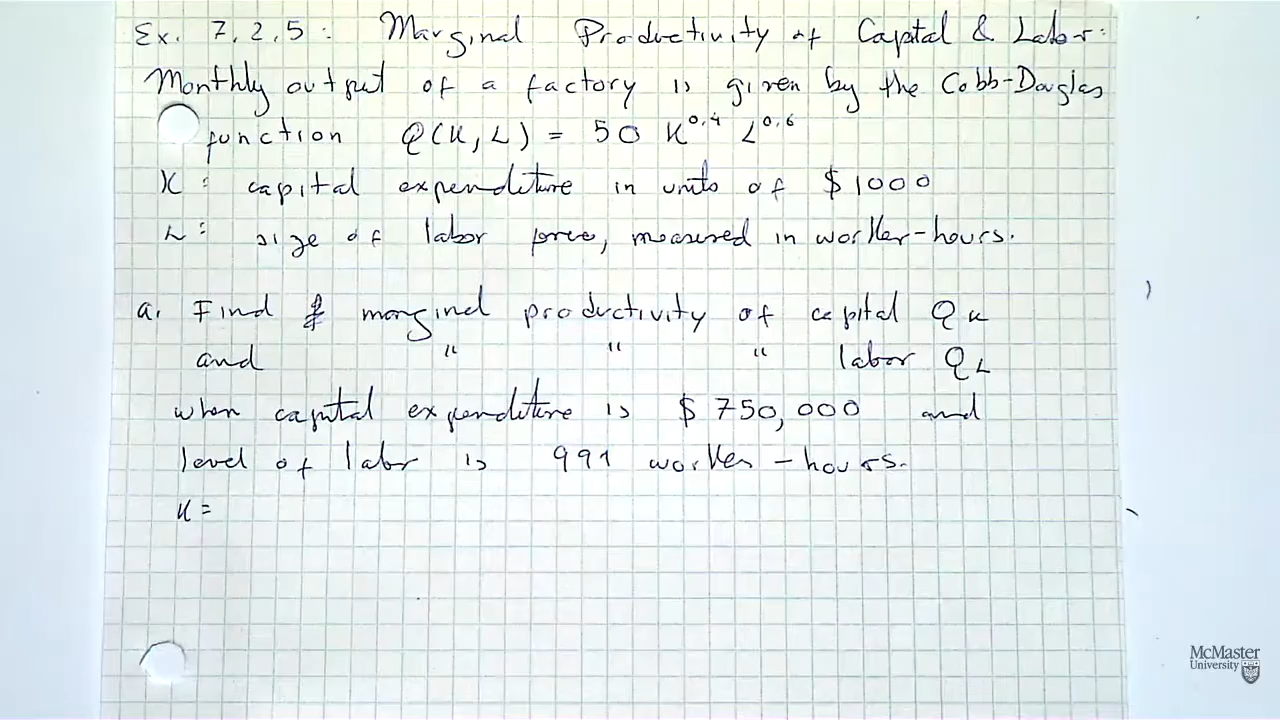 Ex. 7.2.5: Marginal Productivity of Capital & Labor:
Monthly output of a factory is given by the Cobb-Douglas
function Q(K, L) = 50 K^0.4 L^0.6
K: capital expenditure in units of $1000
L: size of labor force, measured in worker-hours.
a. Find marginal productivity of capital Q_K
and " " " labor Q_L
when capital expenditure is $750,000 and
level of labor is 991 worker-hours.
K =
McMaster
University